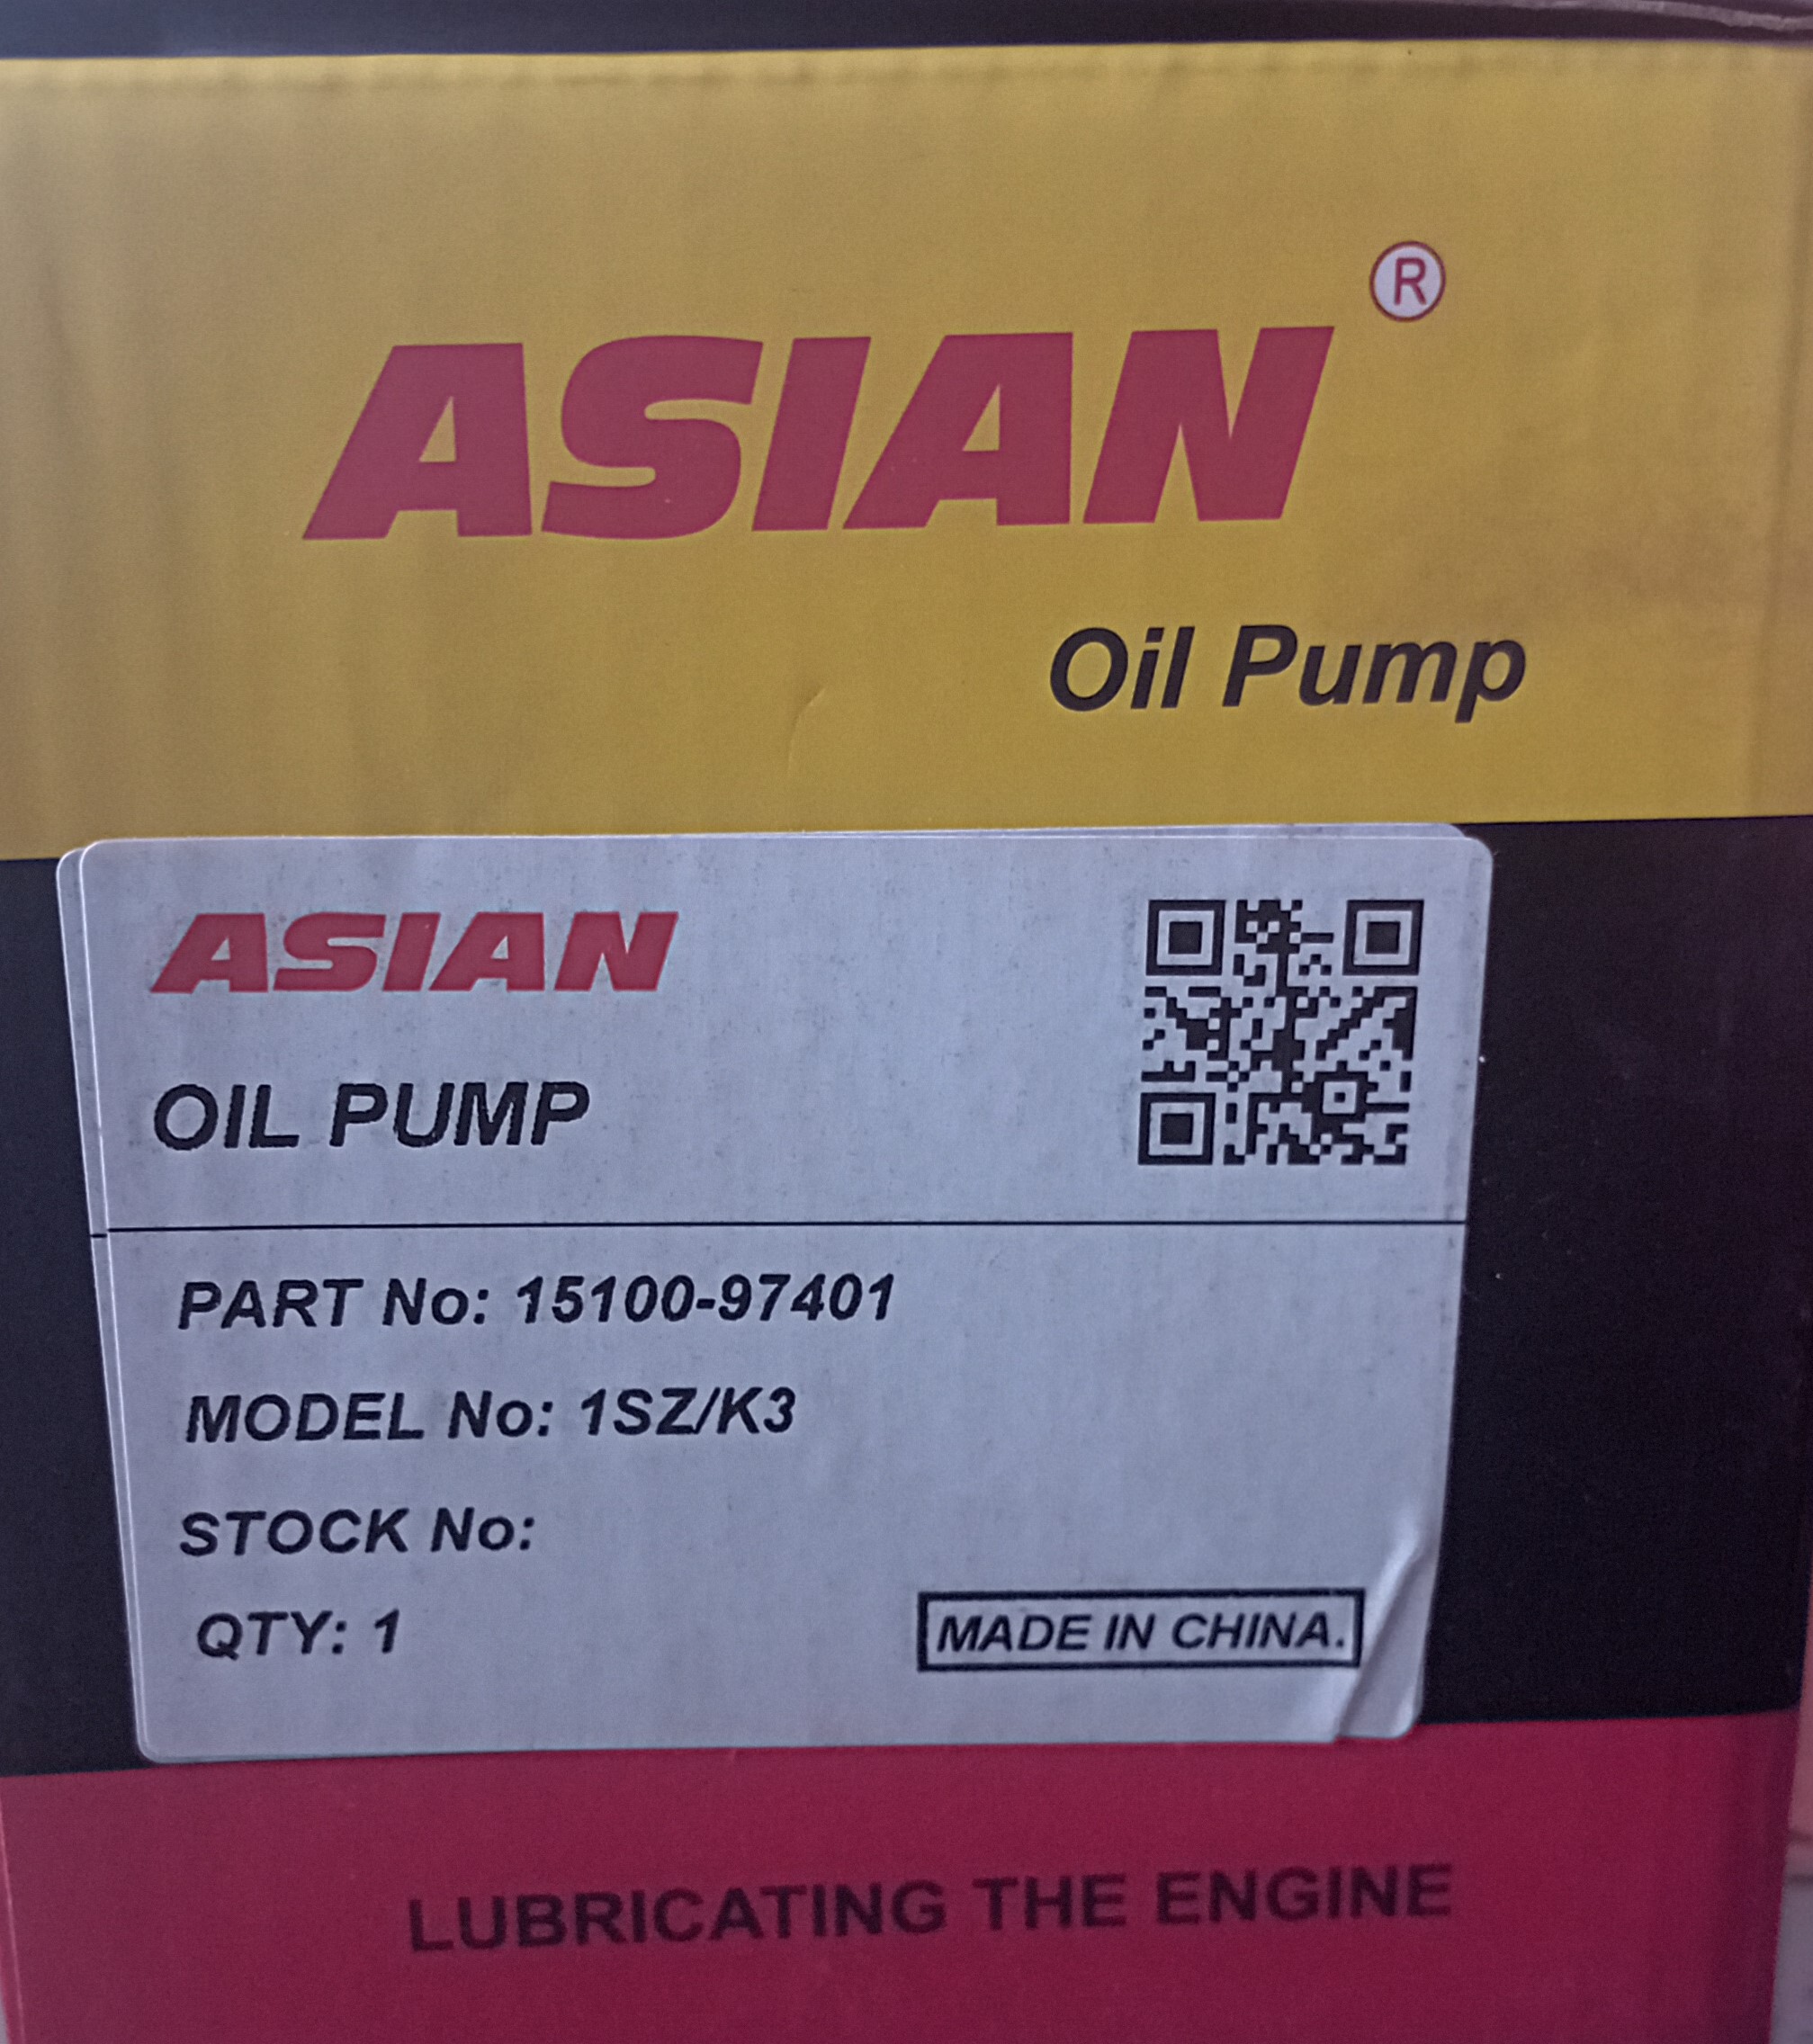 ASIAN ®
Oil Pump
ASIAN
OIL PUMP
PART No: 15100-97401
MODEL No: 1SZ/K3
STOCK No:
QTY: 1
MADE IN CHINA.
LUBRICATING THE ENGINE